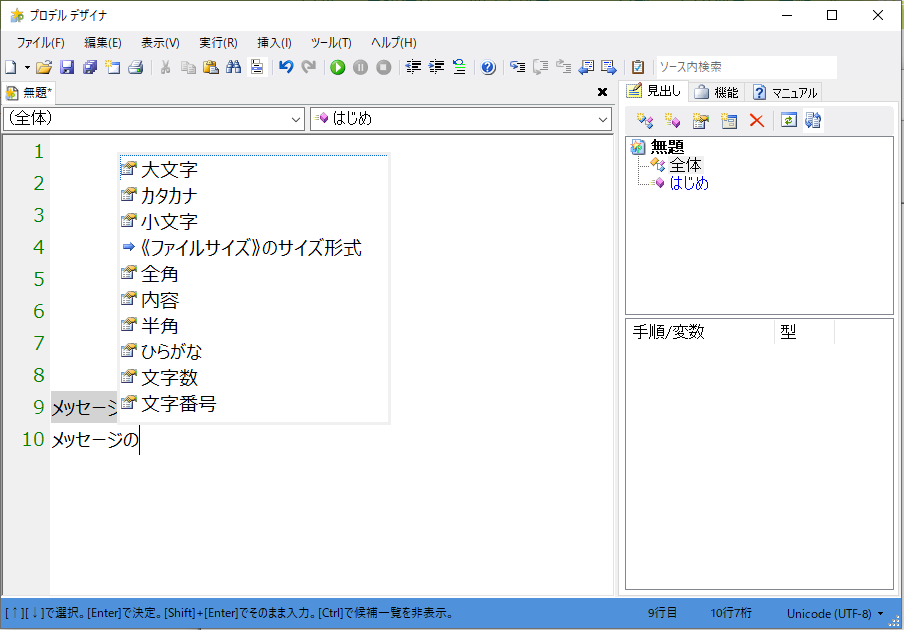 プロデル デザイナ
ファイル(F) 編集(E) 表示(V) 実行(R) 挿入(I) ツール(T) ヘルプ(H)
ソース内検索
無題*
見出し 機能 マニュアル
(全体) はじめ
無題
全体
はじめ
手順/変数 型
1
2
3
4
5
6
7
8
9 メッセージ
10 メッセージの
大文字
カタカナ
小文字
《ファイルサイズ》のサイズ形式
全角
内容
半角
ひらがな
文字数
文字番号
[↑][↓]で選択。[Enter]で決定。[Shift]+[Enter]でそのまま入力。[Ctrl]で候補一覧を非表示。 9行目 10行7桁 Unicode (UTF-8)